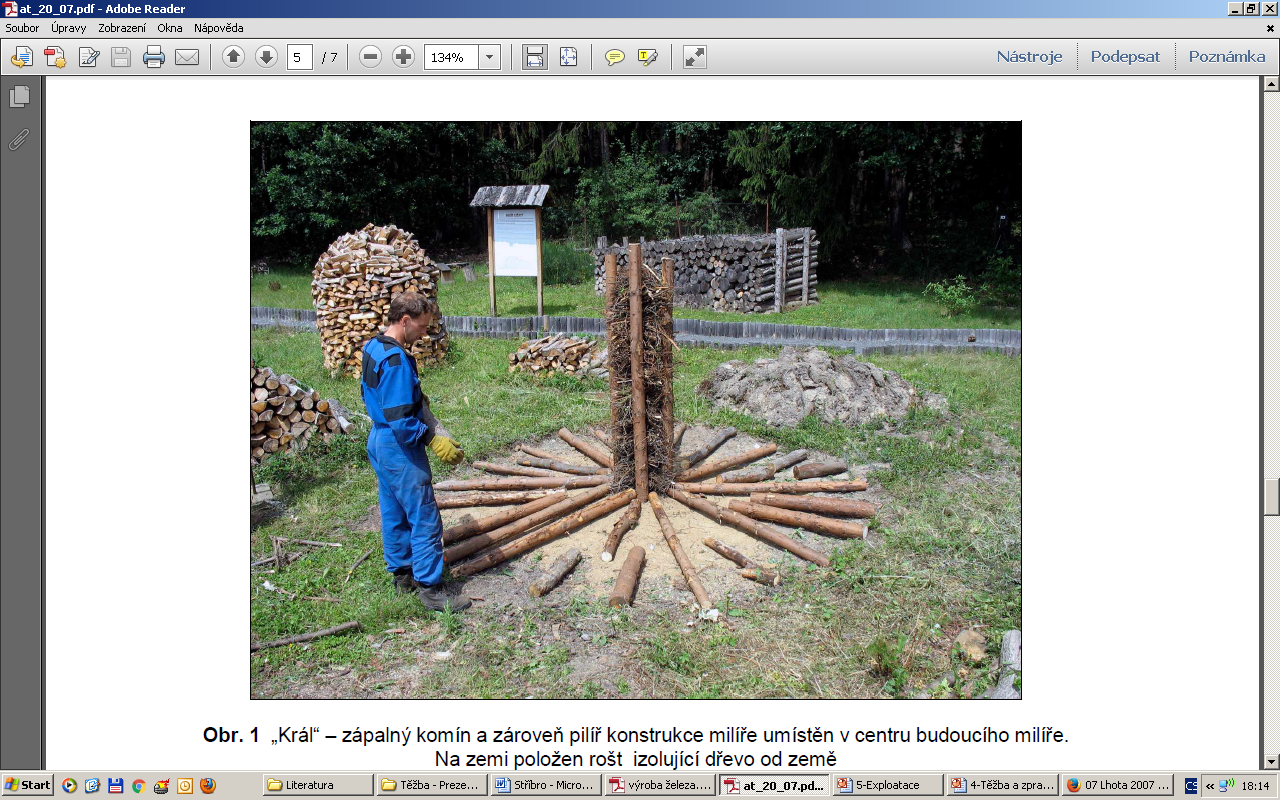 at_20_07.pdf - Adobe Reader
Soubor Úpravy Zobrazení Okna Nápověda
5 / 7 134% Nástroje Podepsat Poznámka
Obr. 1 „Král“ – zápalný komín a zároveň pilíř konstrukce milíře umístěn v centru budoucího milíře.
Na zemi položen rošt izolující dřevo od země
Start Literatura Těžba - Preze... Stříbro - Micro... výroba železa.... at_20_07.pd... 5-Exploatace 4-Těžba a zpra... 07 Lhota 2007 ... CS « 18:14